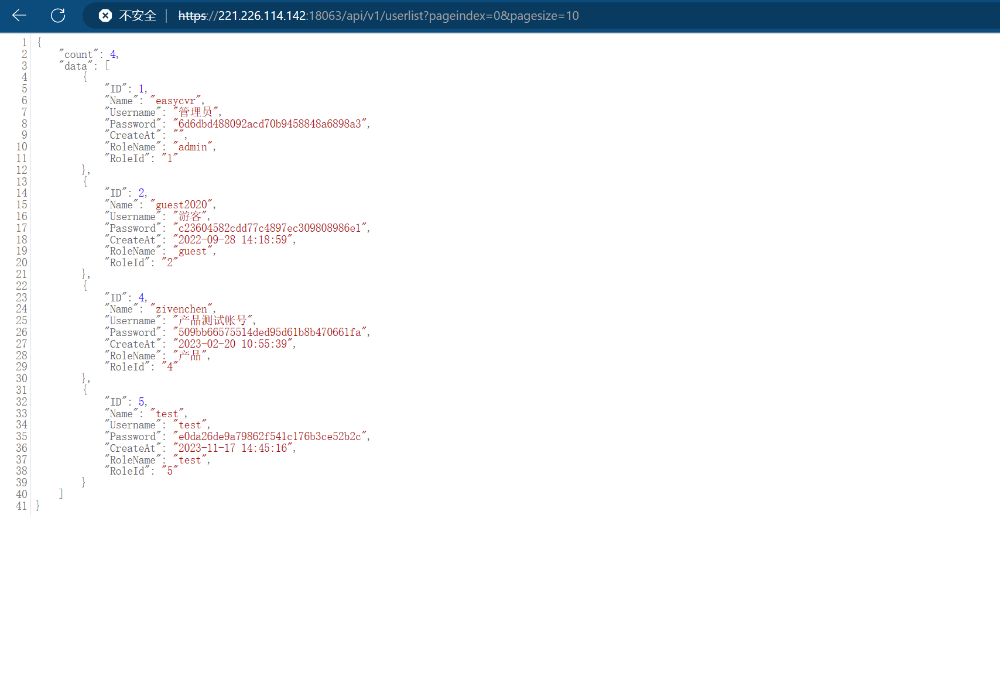 不安全 | https://221.226.114.142:18063/api/v1/userlist?pageindex=0&pagesize=10
1 {
2 "count": 4,
3 "data": [
4 {
5 "ID": 1,
6 "Name": "easycvr",
7 "Username": "管理员",
8 "Password": "6d6dbd488092acd70b9458848a6898a3",
9 "CreateAt": "",
10 "RoleName": "admin",
11 "RoleId": "1"
12 },
13 {
14 "ID": 2,
15 "Name": "guest2020",
16 "Username": "游客",
17 "Password": "c23604582cdd77c4897ec309808986e1",
18 "CreateAt": "2022-09-28 14:18:59",
19 "RoleName": "guest",
20 "RoleId": "2"
21 },
22 {
23 "ID": 4,
24 "Name": "zivenchen",
25 "Username": "产品测试帐号",
26 "Password": "509bb66575514ded95d61b8b470661fa",
27 "CreateAt": "2023-02-20 10:55:39",
28 "RoleName": "产品",
29 "RoleId": "4"
30 },
31 {
32 "ID": 5,
33 "Name": "test",
34 "Username": "test",
35 "Password": "e0da26de9a79862f541c176b3ce52b2c",
36 "CreateAt": "2023-11-17 14:45:16",
37 "RoleName": "test",
38 "RoleId": "5"
39 }
40 ]
41 }